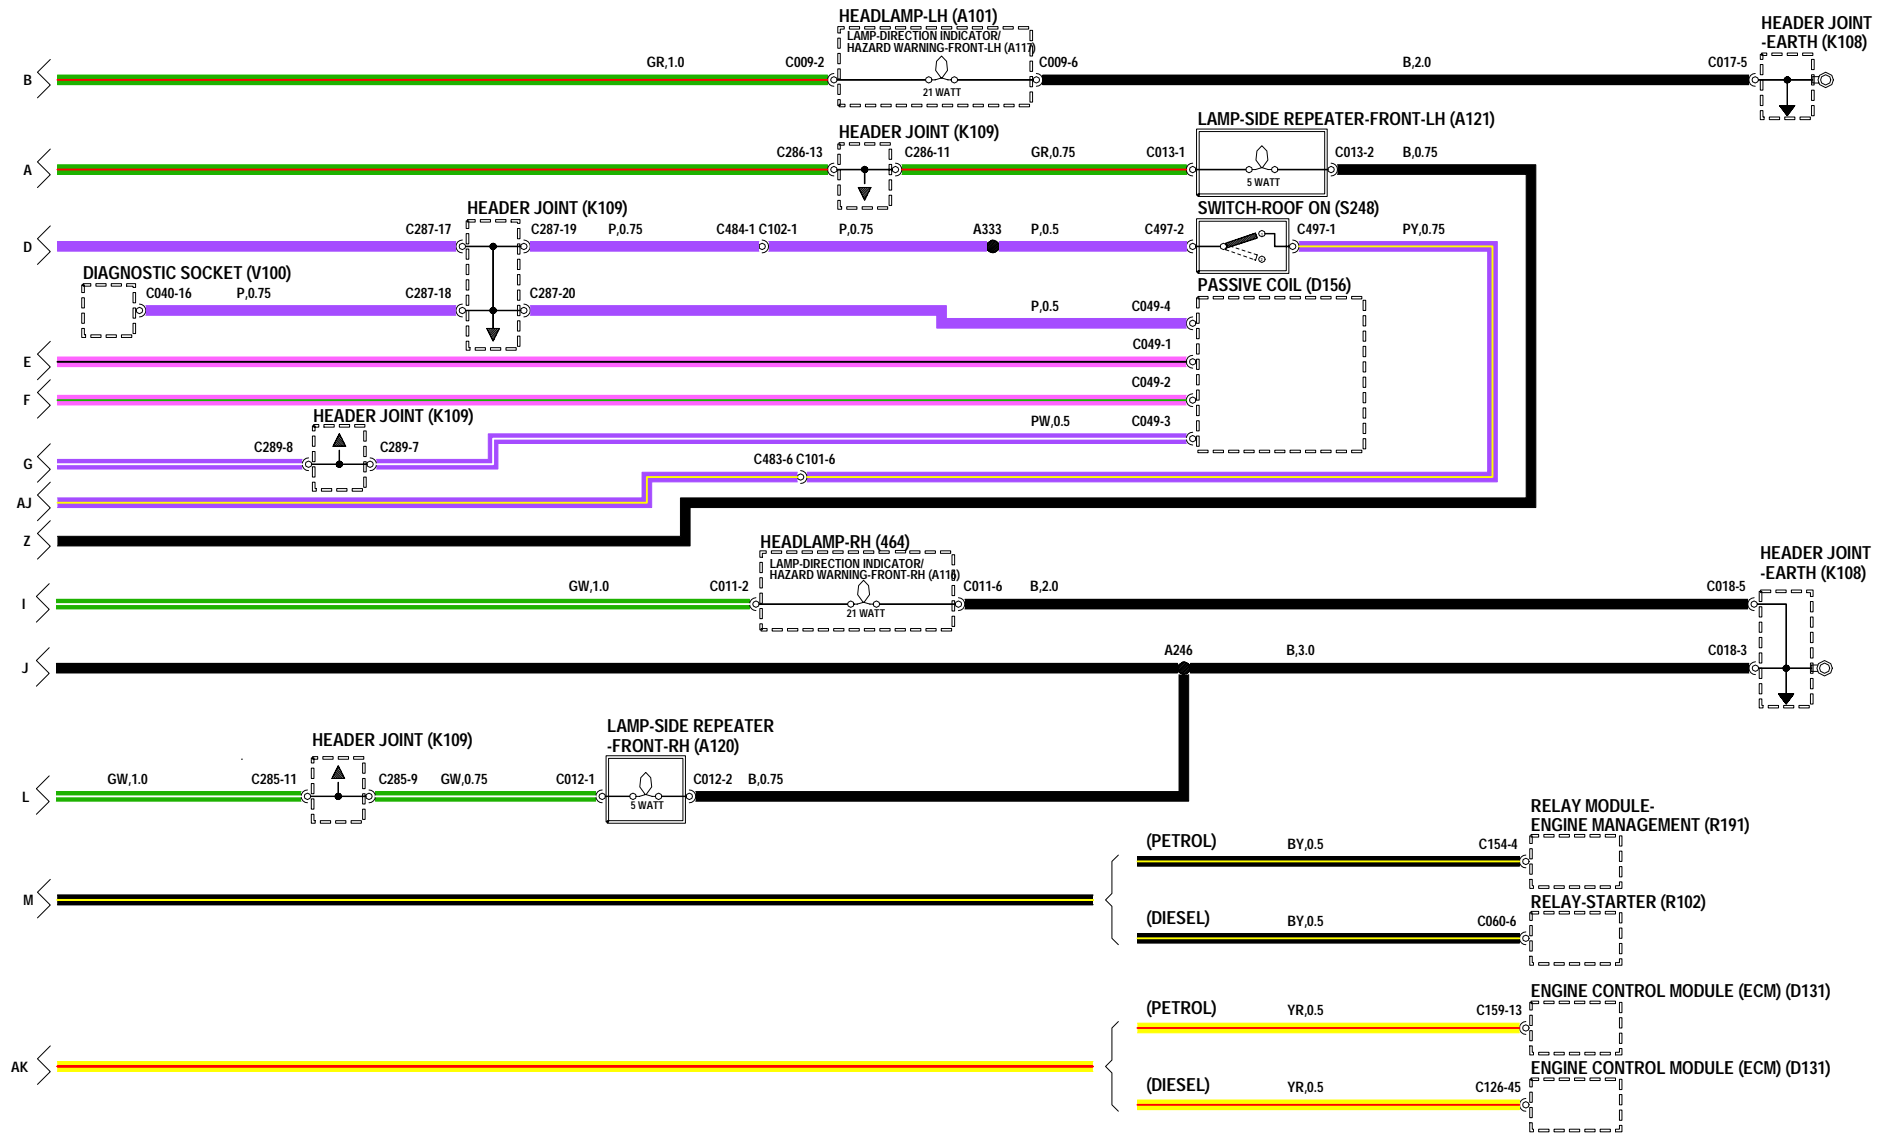 HEADLAMP-LH (A101)
LAMP-DIRECTION INDICATOR/
HAZARD WARNING-FRONT-LH (A117)
HEADER JOINT
-EARTH (K108)
B
GR,1.0
C009-2
21 WATT
C009-6
B,2.0
C017-5
HEADER JOINT (K109)
LAMP-SIDE REPEATER-FRONT-LH (A121)
A
C286-13
C286-11
GR,0.75
C013-1
5 WATT
C013-2
B,0.75
HEADER JOINT (K109)
SWITCH-ROOF ON (S248)
D
C287-17
C287-19
P,0.75
C484-1 C102-1
P,0.75
A333
P,0.5
C497-2
C497-1
PY,0.75
DIAGNOSTIC SOCKET (V100)
PASSIVE COIL (D156)
C040-16
P,0.75
C287-18
C287-20
P,0.5
C049-4
E
C049-1
F
C049-2
HEADER JOINT (K109)
PW,0.5
C049-3
G
C289-8
C289-7
C483-6 C101-6
AJ
Z
HEADLAMP-RH (464)
LAMP-DIRECTION INDICATOR/
HAZARD WARNING-FRONT-RH (A116)
HEADER JOINT
-EARTH (K108)
I
GW,1.0
C011-2
21 WATT
C011-6
B,2.0
C018-5
J
A246
B,3.0
C018-3
HEADER JOINT (K109)
LAMP-SIDE REPEATER
-FRONT-RH (A120)
L
GW,1.0
C285-11
C285-9
GW,0.75
C012-1
5 WATT
C012-2
B,0.75
RELAY MODULE-
ENGINE MANAGEMENT (R191)
(PETROL)
BY,0.5
C154-4
M
RELAY-STARTER (R102)
(DIESEL)
BY,0.5
C060-6
ENGINE CONTROL MODULE (ECM) (D131)
(PETROL)
YR,0.5
C159-13
AK
ENGINE CONTROL MODULE (ECM) (D131)
(DIESEL)
YR,0.5
C126-45